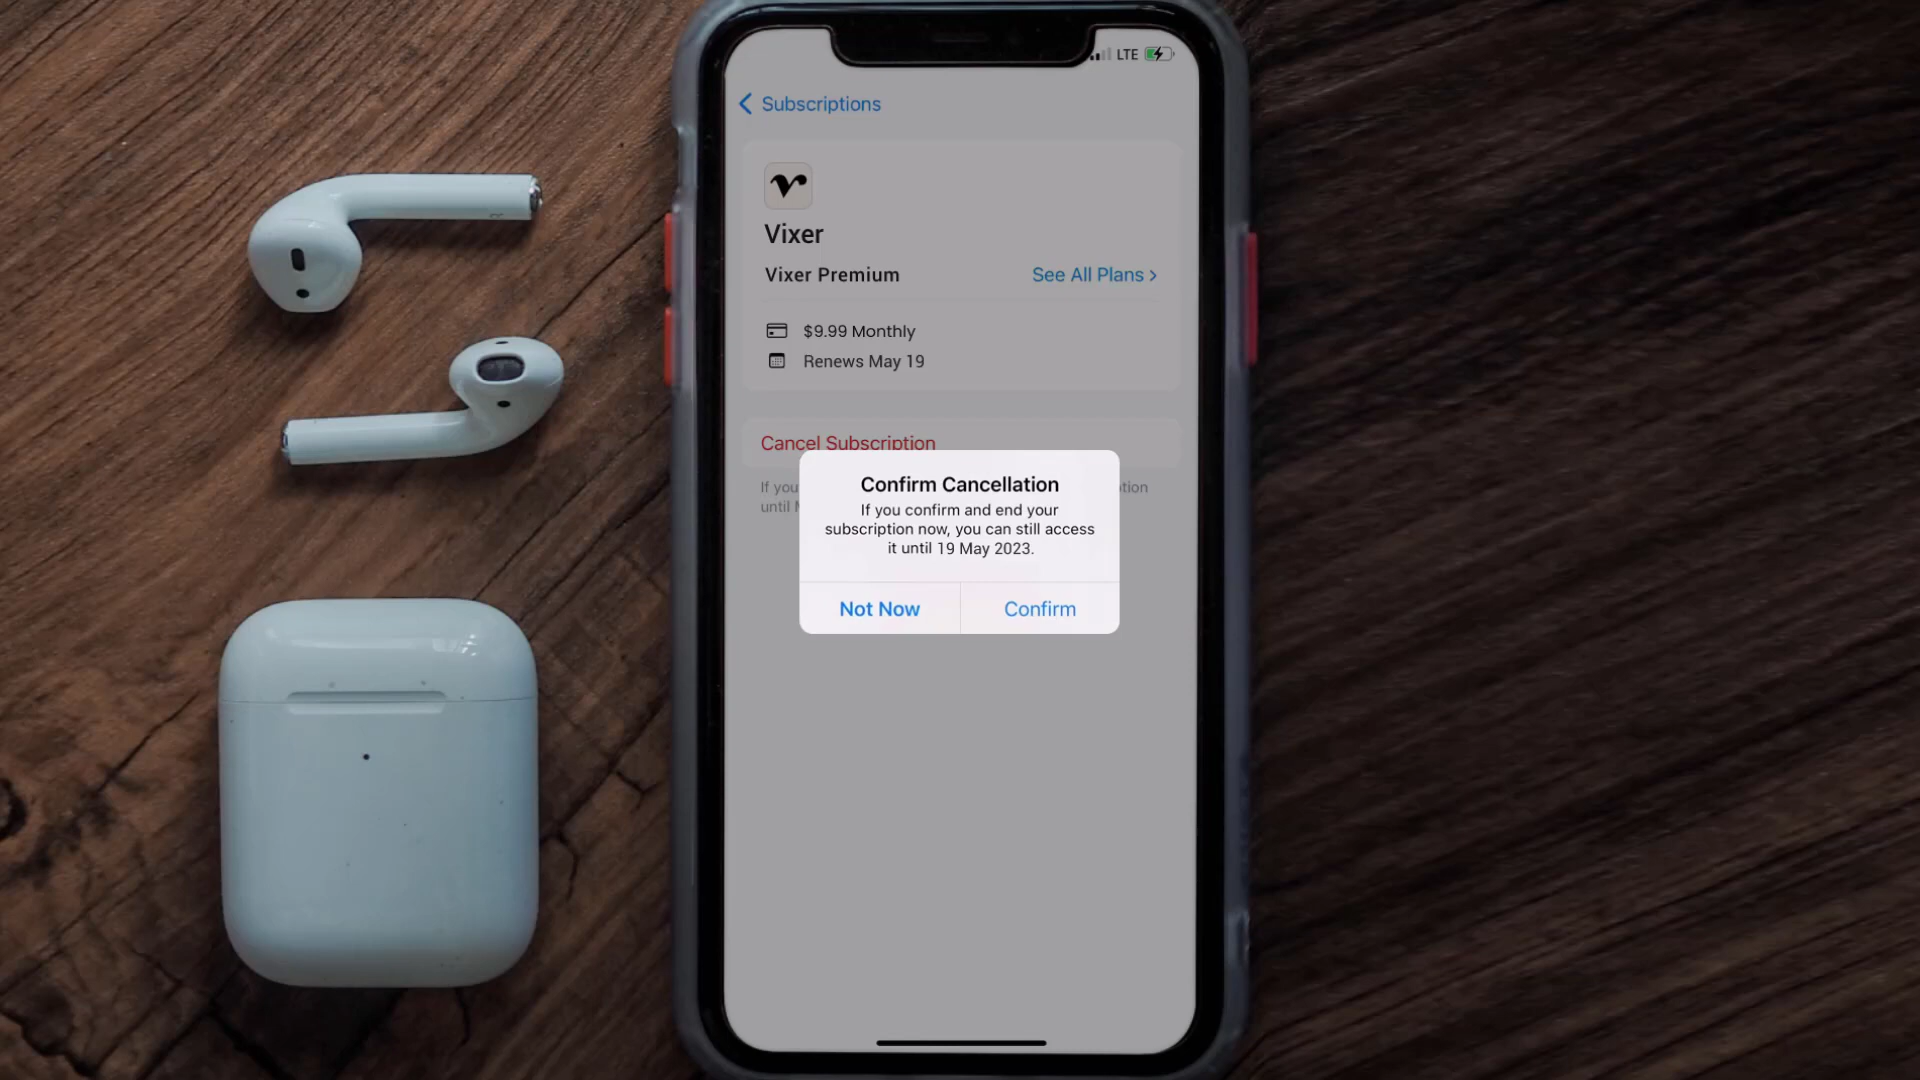 LTE
Subscriptions
Vixer
Vixer Premium
See All Plans
$9.99 Monthly
Renews May 19
Cancel Subscription
If you
tion
until
Confirm Cancellation
If you confirm and end your
subscription now, you can still access
it until 19 May 2023.
Not Now
Confirm